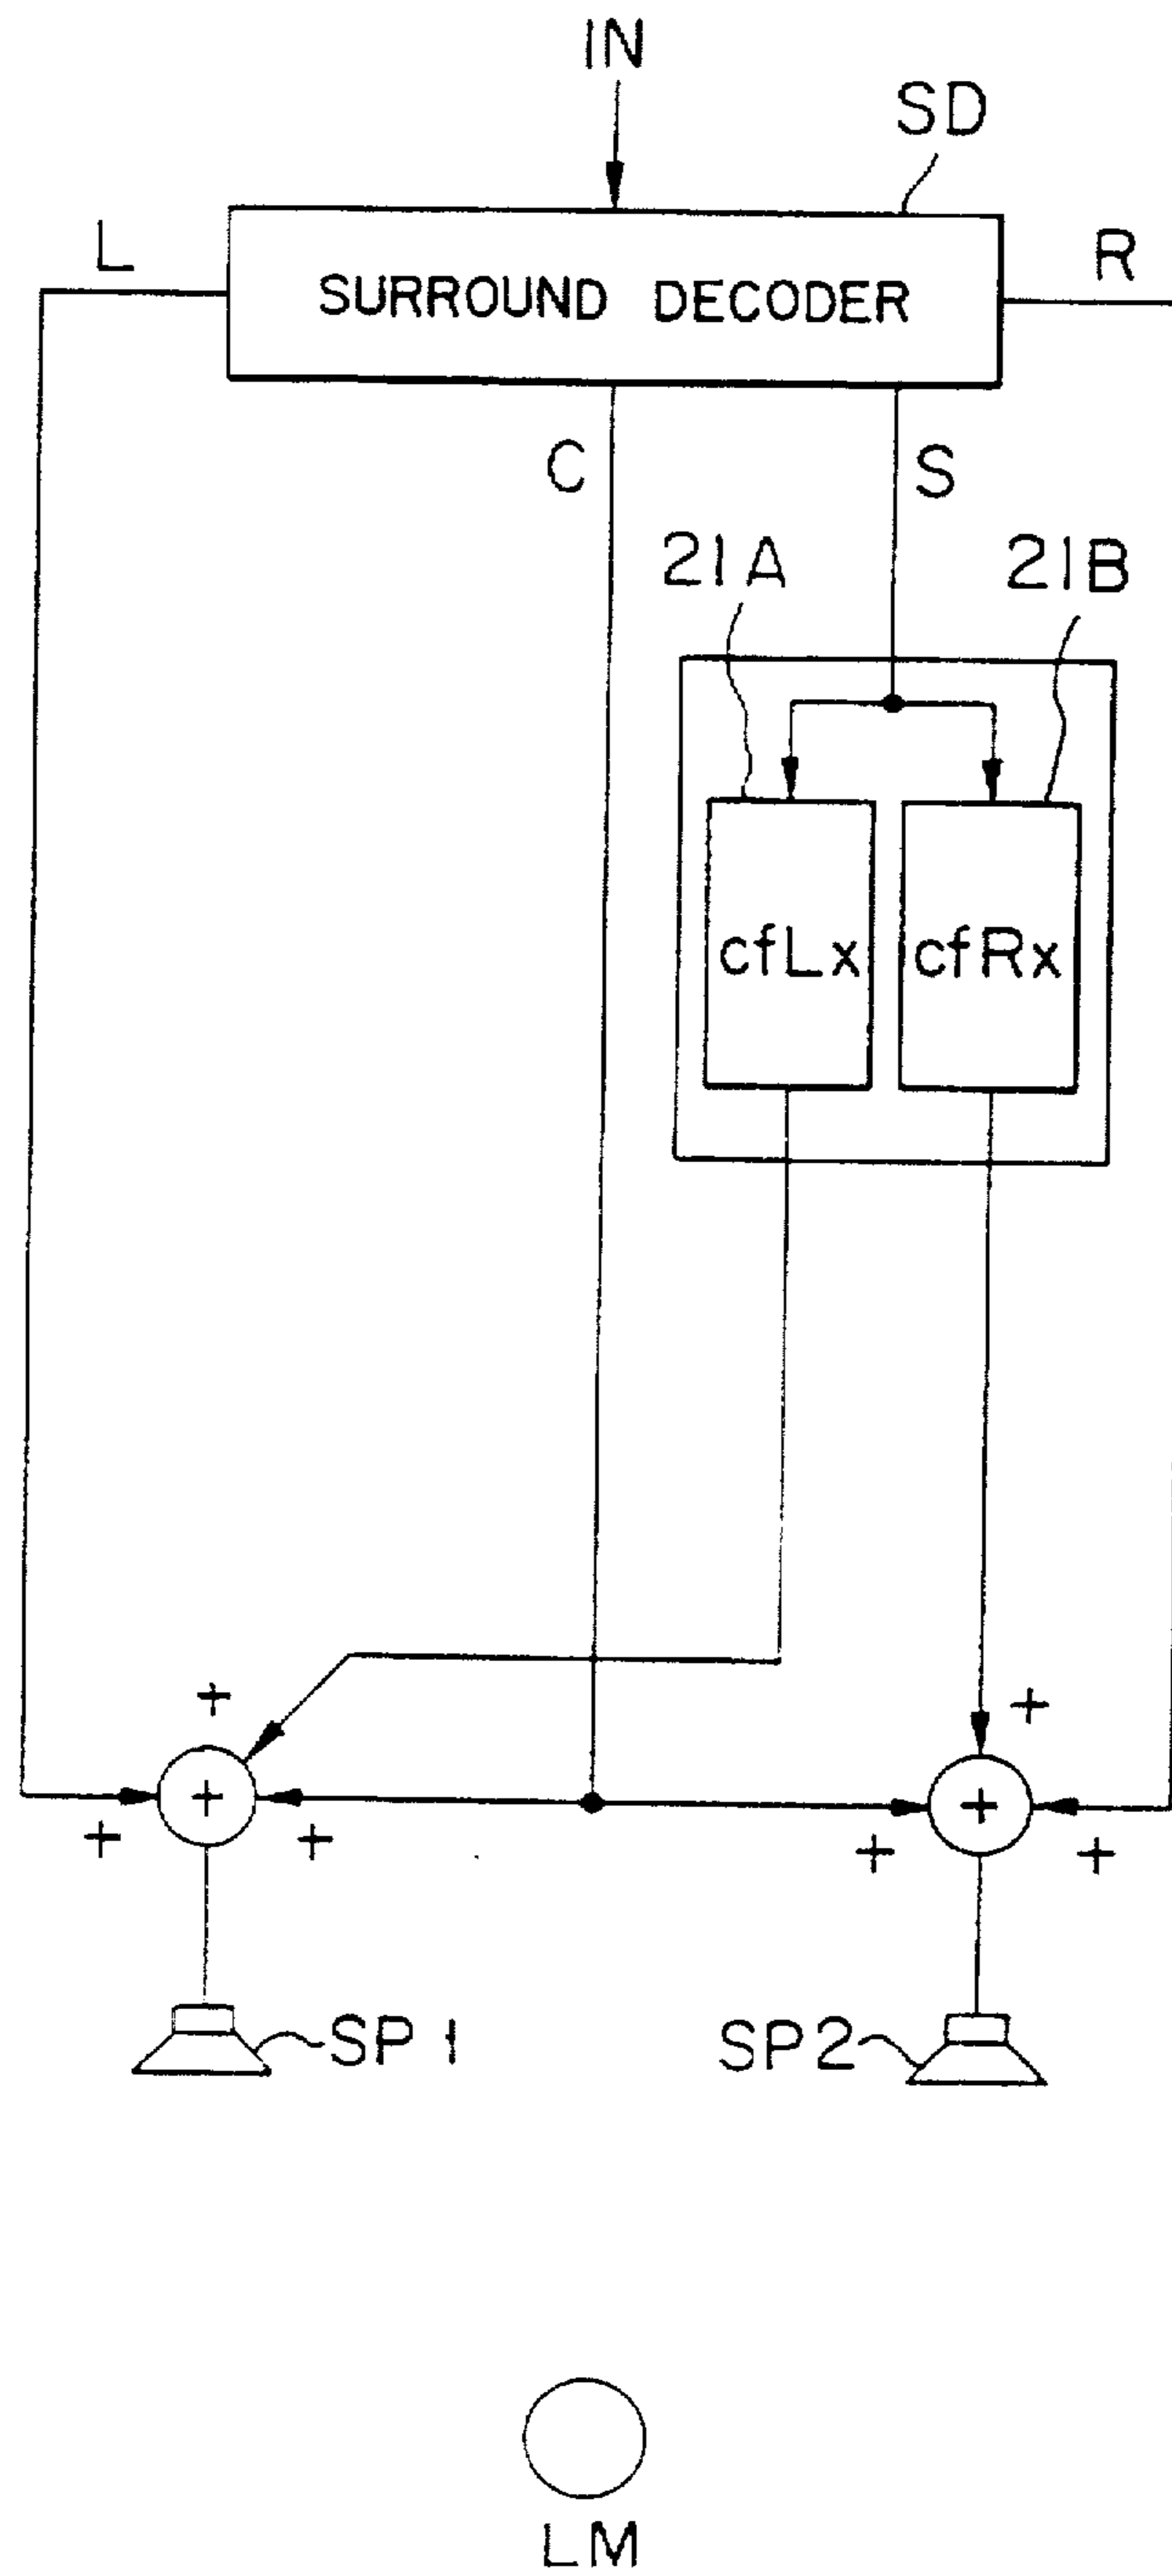 IN
SD
L
R
SURROUND DECODER
C
S
21A
21B
cfLx
cfRx
+
+
+
+
+
+
+
+
SP1
SP2
LM